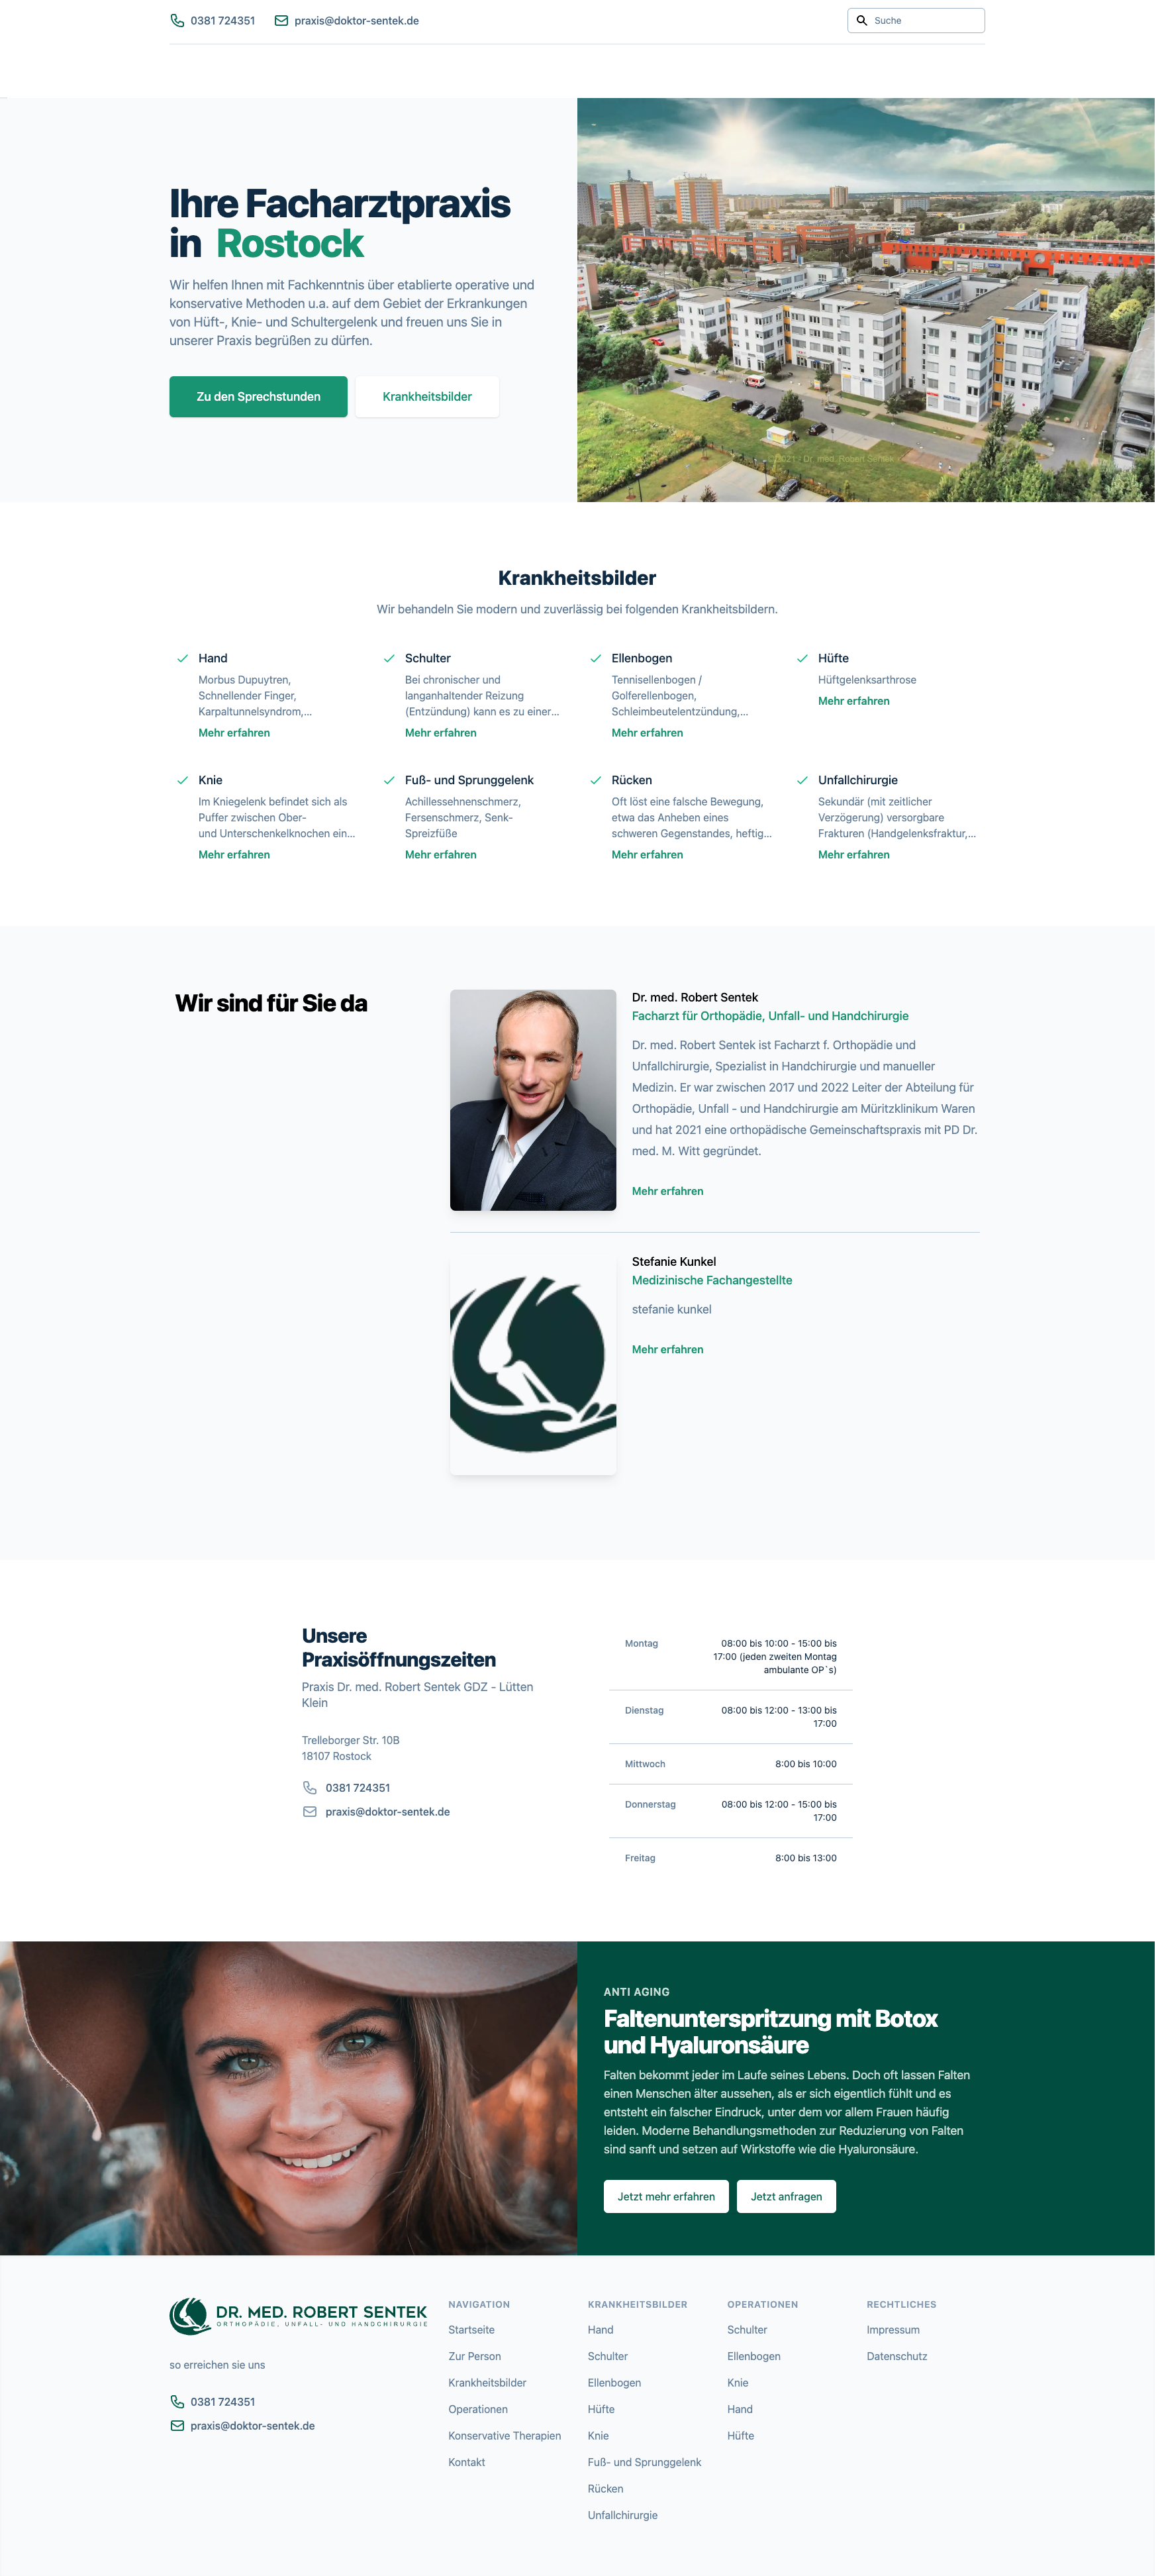 0381 724351
praxis@doktor-sentek.de
Suche
Ihre Facharztpraxis
in Rostock
Wir helfen Ihnen mit Fachkenntnis über etablierte operative und
konservative Methoden u.a. auf dem Gebiet der Erkrankungen
von Hüft-, Knie- und Schultergelenk und freuen uns Sie in
unserer Praxis begrüßen zu dürfen.
Zu den Sprechstunden
Krankheitsbilder
2021 Dr. med. Robert Sentek
Krankheitsbilder
Wir behandeln Sie modern und zuverlässig bei folgenden Krankheitsbildern.
Hand
Morbus Dupuytren,
Schnellender Finger,
Karpaltunnelsyndrom,...
Mehr erfahren
Schulter
Bei chronischer und
langanhaltender Reizung
(Entzündung) kann es zu einer...
Mehr erfahren
Ellenbogen
Tennisellenbogen /
Golferellenbogen,
Schleimbeutelentzündung,...
Mehr erfahren
Hüfte
Hüftgelenksarthrose
Mehr erfahren
Knie
Im Kniegelenk befindet sich als
Puffer zwischen Ober-
und Unterschenkelknochen ein...
Mehr erfahren
Fuß- und Sprunggelenk
Achillessehnenschmerz,
Fersenschmerz, Senk-
Spreizfüße
Mehr erfahren
Rücken
Oft löst eine falsche Bewegung,
etwa das Anheben eines
schweren Gegenstandes, heftig...
Mehr erfahren
Unfallchirurgie
Sekundär (mit zeitlicher
Verzögerung) versorgbare
Frakturen (Handgelenksfraktur,...
Mehr erfahren
Wir sind für Sie da
Dr. med. Robert Sentek
Facharzt für Orthopädie, Unfall- und Handchirurgie
Dr. med. Robert Sentek ist Facharzt f. Orthopädie und
Unfallchirurgie, Spezialist in Handchirurgie und manueller
Medizin. Er war zwischen 2017 und 2022 Leiter der Abteilung für
Orthopädie, Unfall - und Handchirurgie am Müritzklinikum Waren
und hat 2021 eine orthopädische Gemeinschaftspraxis mit PD Dr.
med. M. Witt gegründet.
Mehr erfahren
Stefanie Kunkel
Medizinische Fachangestellte
stefanie kunkel
Mehr erfahren
Unsere
Praxisöffnungszeiten
Praxis Dr. med. Robert Sentek GDZ - Lütten
Klein
Trelleborger Str. 10B
18107 Rostock
0381 724351
praxis@doktor-sentek.de
Montag
08:00 bis 10:00 - 15:00 bis
17:00 (jeden zweiten Montag
ambulante OP`s)
Dienstag
08:00 bis 12:00 - 13:00 bis
17:00
Mittwoch
8:00 bis 10:00
Donnerstag
08:00 bis 12:00 - 15:00 bis
17:00
Freitag
8:00 bis 13:00
ANTI AGING
Faltenunterspritzung mit Botox
und Hyaluronsäure
Falten bekommt jeder im Laufe seines Lebens. Doch oft lassen Falten
einen Menschen älter aussehen, als er sich eigentlich fühlt und es
entsteht ein falscher Eindruck, unter dem vor allem Frauen häufig
leiden. Moderne Behandlungsmethoden zur Reduzierung von Falten
sind sanft und setzen auf Wirkstoffe wie die Hyaluronsäure.
Jetzt mehr erfahren
Jetzt anfragen
DR. MED. ROBERT SENTEK
ORTHOPÄDIE, UNFALL- UND HANDCHIRURGIE
so erreichen sie uns
0381 724351
praxis@doktor-sentek.de
NAVIGATION
Startseite
Zur Person
Krankheitsbilder
Operationen
Konservative Therapien
Kontakt
KRANKHEITSBILDER
Hand
Schulter
Ellenbogen
Hüfte
Knie
Fuß- und Sprunggelenk
Rücken
Unfallchirurgie
OPERATIONEN
Schulter
Ellenbogen
Knie
Hand
Hüfte
RECHTLICHES
Impressum
Datenschutz